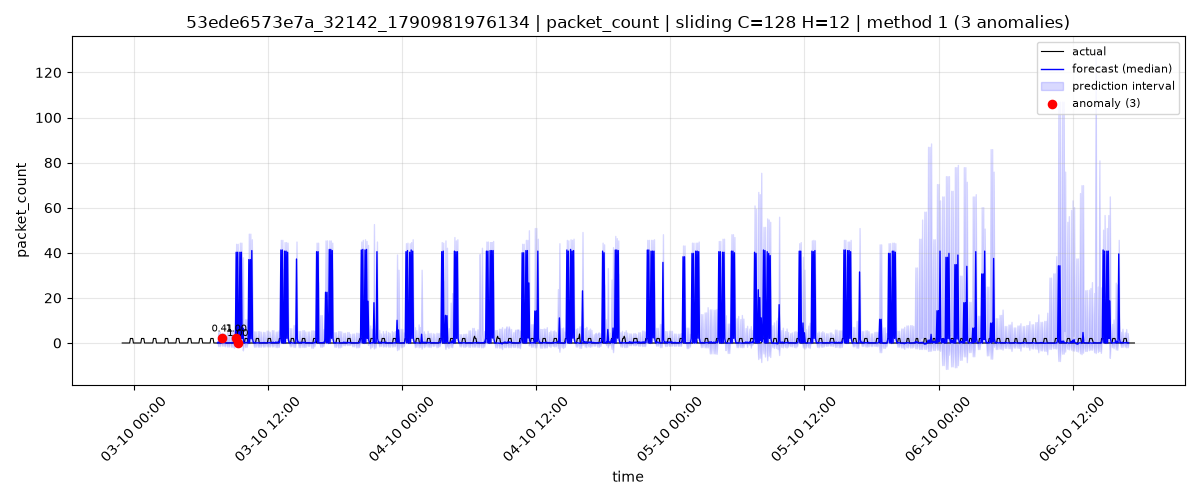 53ede6573e7a_32142_1790981976134 | packet_count | sliding C=128 H=12 | method 1 (3 anomalies)
actual
forecast (median)
prediction interval
anomaly (3)
packet_count
120
100
80
60
40
20
0
03-10 00:00
03-10 12:00
04-10 00:00
04-10 12:00
05-10 00:00
05-10 12:00
06-10 00:00
06-10 12:00
time